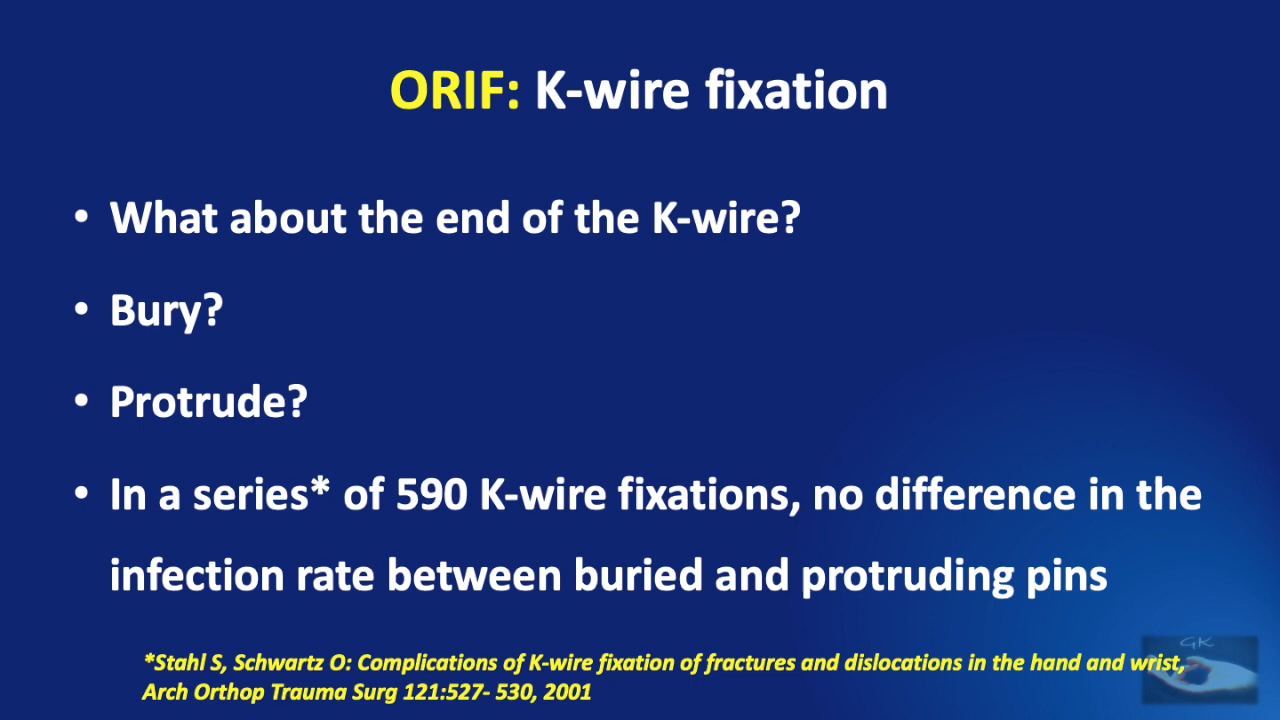 ORIF: K-wire fixation
• What about the end of the K-wire?
• Bury?
• Protrude?
• In a series* of 590 K-wire fixations, no difference in the
infection rate between buried and protruding pins
*Stahl S, Schwartz O: Complications of K-wire fixation of fractures and dislocations in the hand and wrist,
Arch Orthop Trauma Surg 121:527- 530, 2001
GK